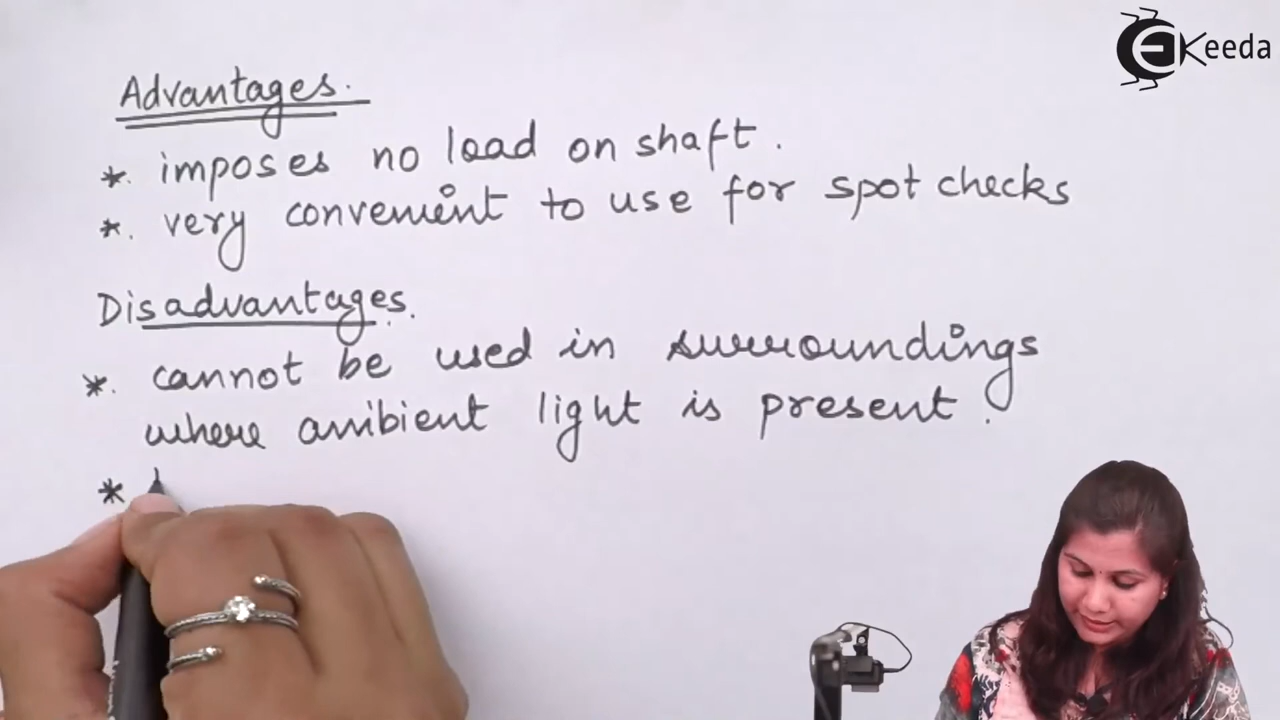 Keeda
Advantages.
*. imposes no load on shaft.
*. very convenient to use for spot checks
Disadvantages.
*. cannot be used in surroundings
where ambient light is present.
*